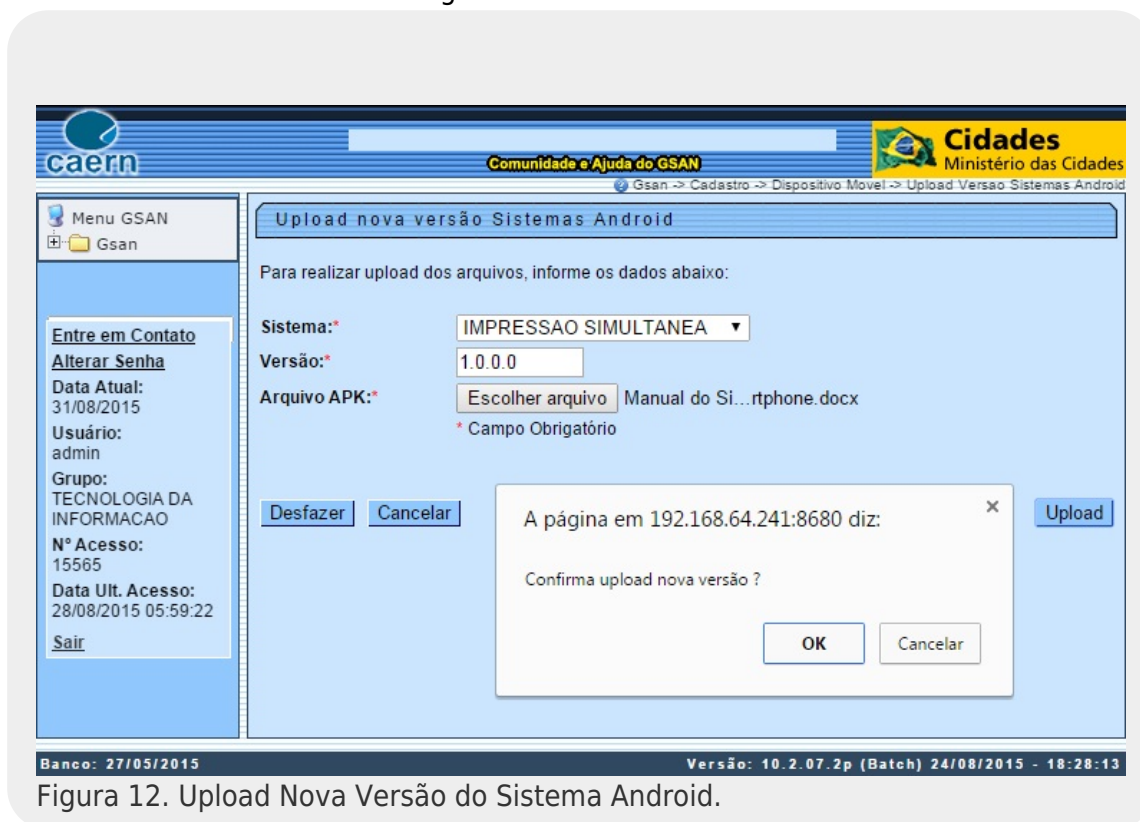 caern
Comunidade e Ajuda do GSAN
Cidades
Ministério das Cidades
Gsan -> Cadastro -> Dispositivo Movel -> Upload Versao Sistemas Android
Menu GSAN
Gsan
Entre em Contato
Alterar Senha
Data Atual:
31/08/2015
Usuário:
admin
Grupo:
TECNOLOGIA DA
INFORMACAO
N° Acesso:
15565
Data Ult. Acesso:
28/08/2015 05:59:22
Sair
Upload nova versão Sistemas Android
Para realizar upload dos arquivos, informe os dados abaixo:
Sistema:* IMPRESSAO SIMULTANEA
Versão:* 1.0.0.0
Arquivo APK:* Escolher arquivo Manual do Si...rtphone.docx
* Campo Obrigatório
Desfazer Cancelar Upload
A página em 192.168.64.241:8680 diz: ×
Confirma upload nova versão ?
OK Cancelar
Banco: 27/05/2015 Versão: 10.2.07.2p (Batch) 24/08/2015 - 18:28:13
Figura 12. Upload Nova Versão do Sistema Android.